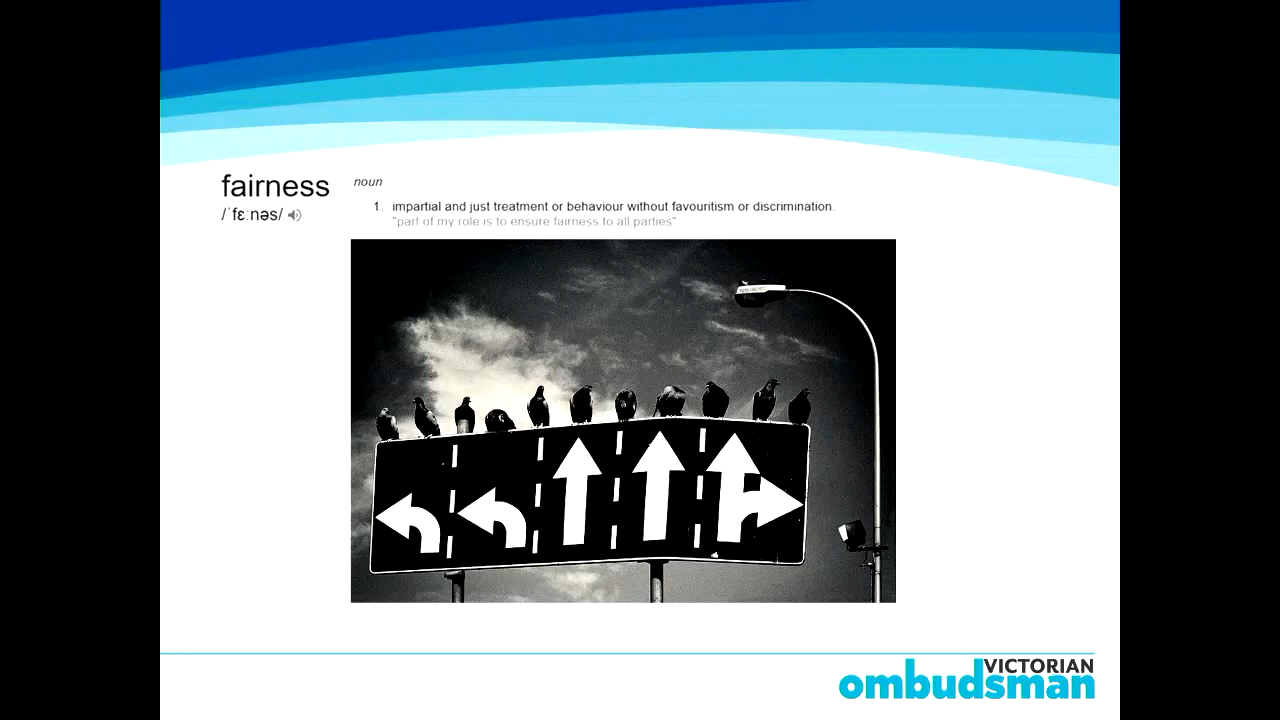 fairness
noun
/ˈfɛːnəs/
1. impartial and just treatment or behaviour without favouritism or discrimination.
"part of my role is to ensure fairness to all parties"
VICTORIAN
ombudsman